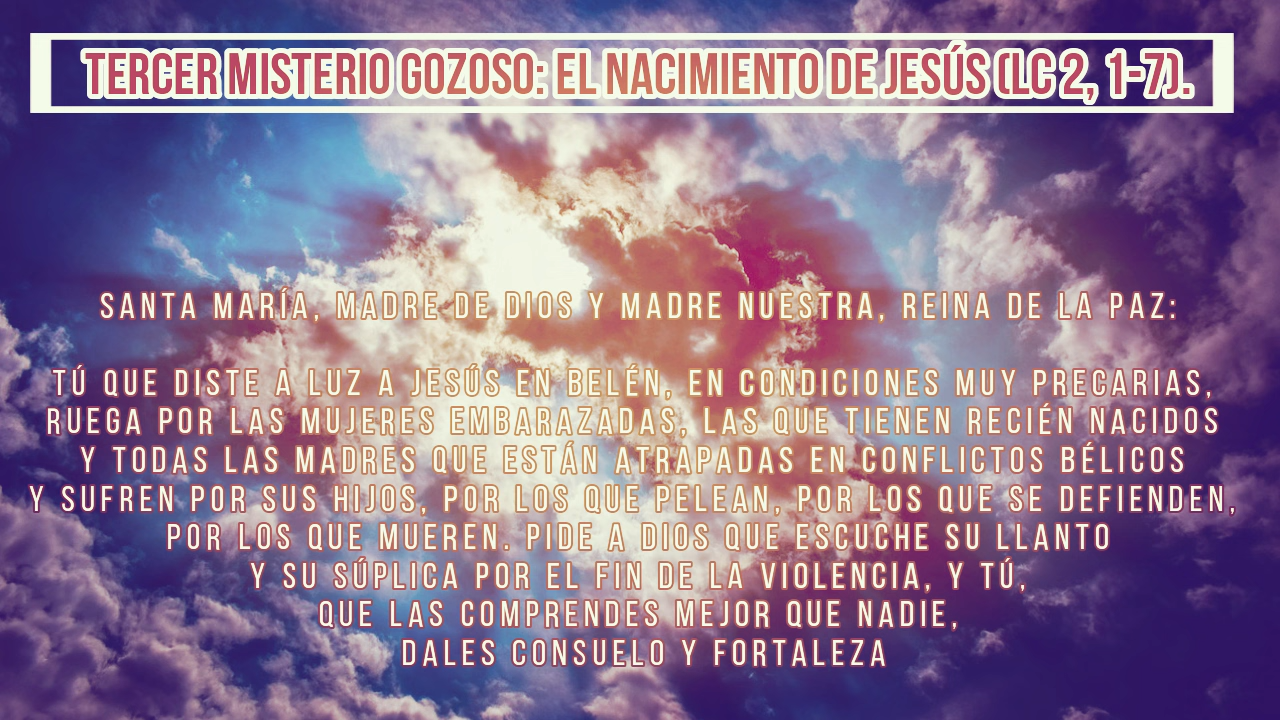 TERCER MISTERIO GOZOSO: EL NACIMIENTO DE JESÚS (LC 2, 1-7).
SANTA MARÍA, MADRE DE DIOS Y MADRE NUESTRA, REINA DE LA PAZ:
TÚ QUE DISTE A LUZ A JESÚS EN BELÉN, EN CONDICIONES MUY PRECARIAS,
RUEGA POR LAS MUJERES EMBARAZADAS, LAS QUE TIENEN RECIÉN NACIDOS
Y TODAS LAS MADRES QUE ESTÁN ATRAPADAS EN CONFLICTOS BÉLICOS
Y SUFREN POR SUS HIJOS, POR LOS QUE PELEAN, POR LOS QUE SE DEFIENDEN,
POR LOS QUE MUEREN. PIDE A DIOS QUE ESCUCHE SU LLANTO
Y SU SÚPLICA POR EL FIN DE LA VIOLENCIA, Y TÚ,
QUE LAS COMPRENDES MEJOR QUE NADIE,
DALES CONSUELO Y FORTALEZA